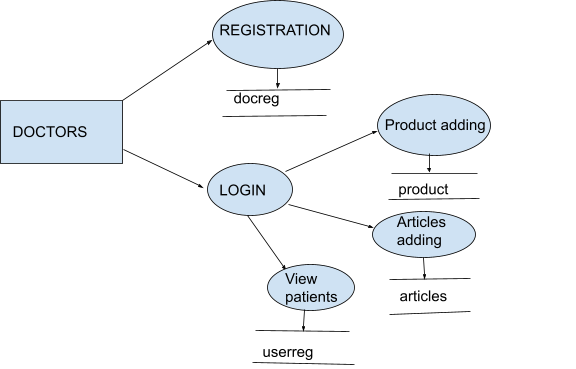 REGISTRATION
docreg
DOCTORS
Product adding
LOGIN
product
Articles
adding
View
patients
articles
userreg